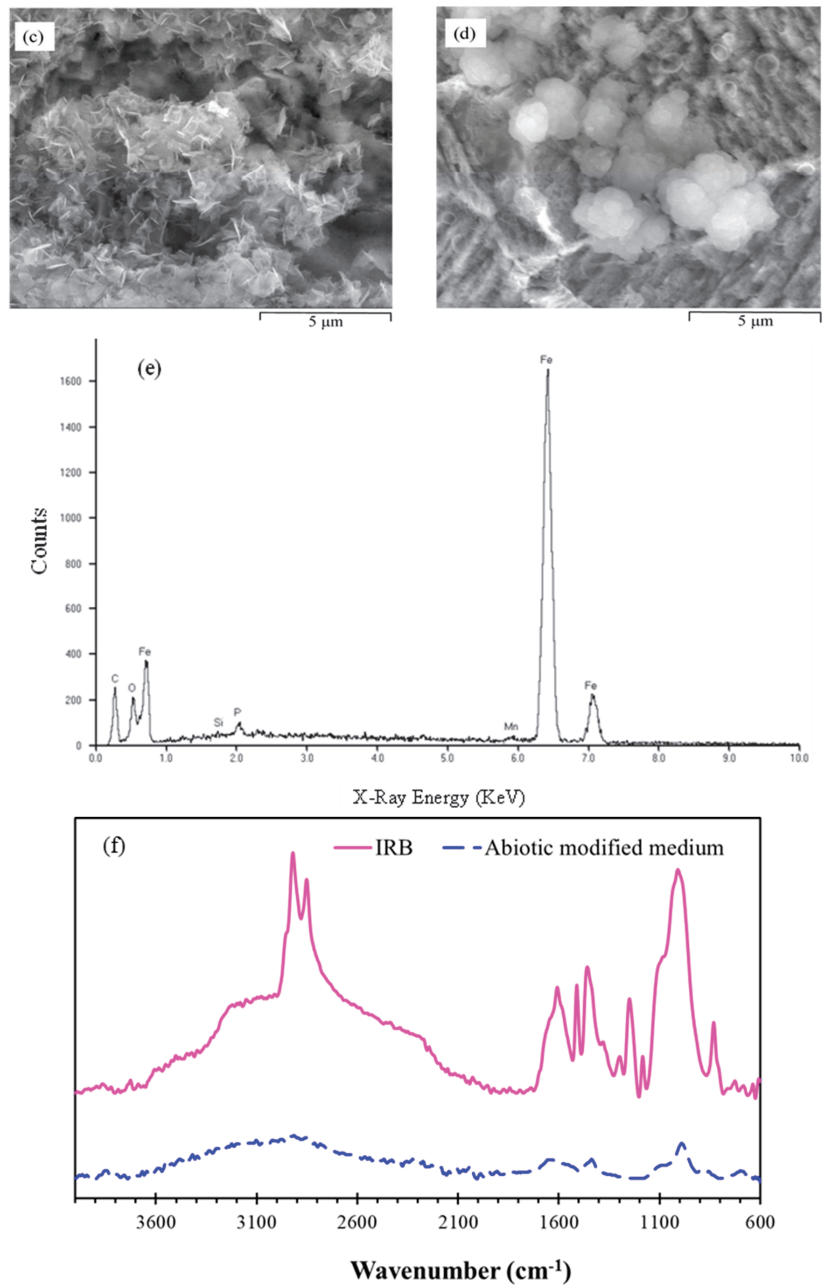 (c)
(d)
5 μm
5 μm
(e)
Fe
1600
1400
1200
1000
800
600
400
200
0
Counts
C
O
Fe
Si
P
Mn
Fe
0.0 1.0 2.0 3.0 4.0 5.0 6.0 7.0 8.0 9.0 10.0
X-Ray Energy (KeV)
(f)
IRB
Abiotic modified medium
3600 3100 2600 2100 1600 1100 600
Wavenumber (cm-1)